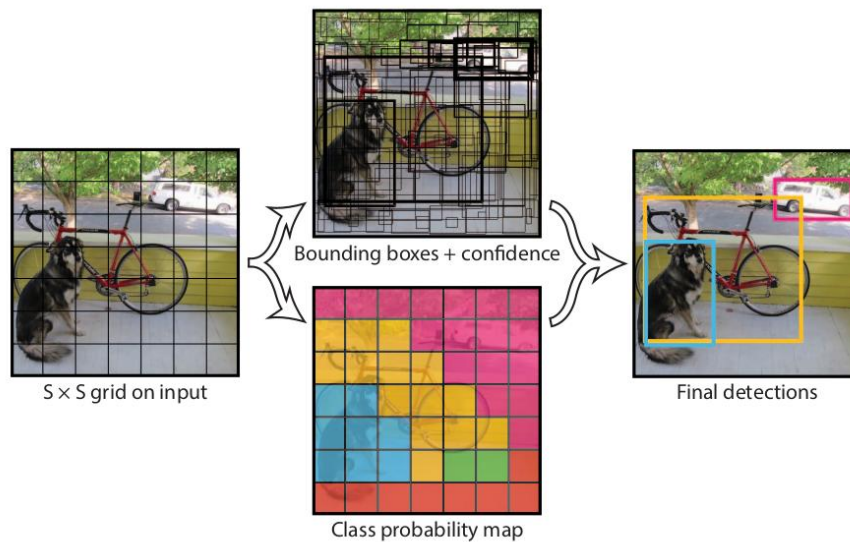 Bounding boxes + confidence
S × S grid on input
Final detections
Class probability map